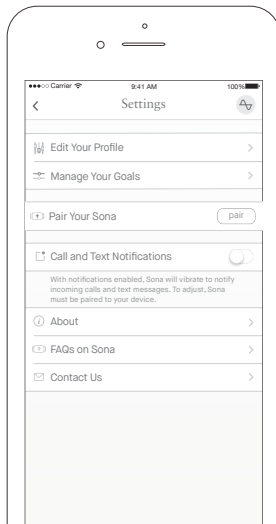 Carrier 9:41 AM 100%
Settings
Edit Your Profile
Manage Your Goals
Pair Your Sona pair
Call and Text Notifications
With notifications enabled, Sona will vibrate to notify
incoming calls and text messages. To adjust, Sona
must be paired to your device.
About
FAQs on Sona
Contact Us